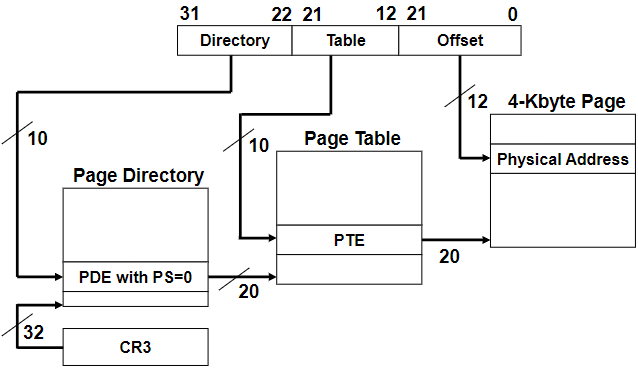 31 22 21 12 21 0
Directory Table Offset
4-Kbyte Page
12
10
10
Page Table
Physical Address
Page Directory
PTE
20
PDE with PS=0
20
32
CR3